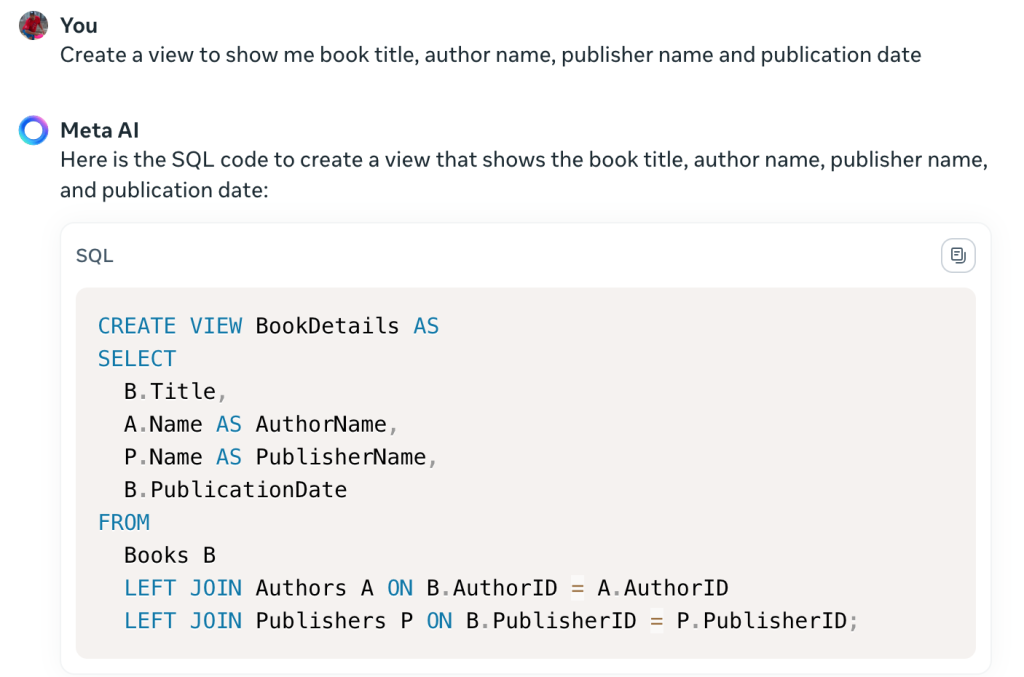 You
Create a view to show me book title, author name, publisher name and publication date
Meta AI
Here is the SQL code to create a view that shows the book title, author name, publisher name,
and publication date:
SQL
CREATE VIEW BookDetails AS
SELECT
  B.Title,
  A.Name AS AuthorName,
  P.Name AS PublisherName,
  B.PublicationDate
FROM
  Books B
  LEFT JOIN Authors A ON B.AuthorID = A.AuthorID
  LEFT JOIN Publishers P ON B.PublisherID = P.PublisherID;